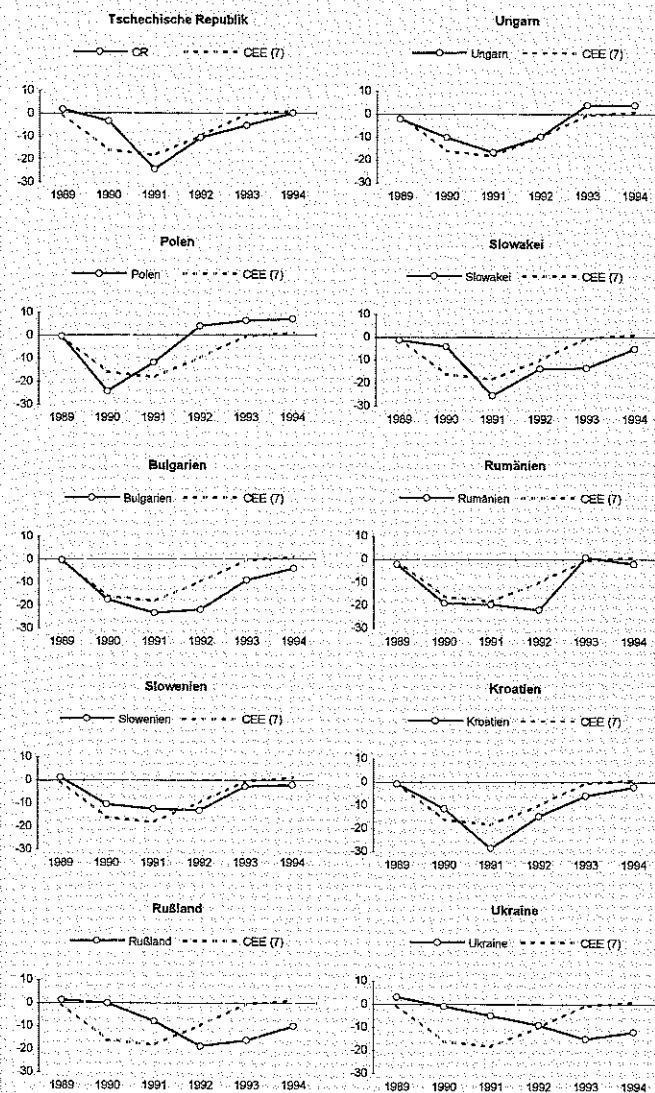 Tschechische Republik
CR CEE (7)
10
0
-10
-20
-30
1989 1990 1991 1992 1993 1994
Ungarn
Ungarn CEE (7)
10
0
-10
-20
-30
1989 1990 1991 1992 1993 1994
Polen
Polen CEE (7)
10
0
-10
-20
-30
1989 1990 1991 1992 1993 1994
Slowakei
Slowakei CEE (7)
10
0
-10
-20
-30
1989 1990 1991 1992 1993 1994
Bulgarien
Bulgarien CEE (7)
10
0
-10
-20
-30
1989 1990 1991 1992 1993 1994
Rumänien
Rumänien CEE (7)
10
0
-10
-20
-30
1989 1990 1991 1992 1993 1994
Slowenien
Slowenien CEE (7)
10
0
-10
-20
-30
1989 1990 1991 1992 1993 1994
Kroatien
Kroatien CEE (7)
10
0
-10
-20
-30
1989 1990 1991 1992 1993 1994
Rußland
Rußland CEE (7)
10
0
-10
-20
-30
1989 1990 1991 1992 1993 1994
Ukraine
Ukraine CEE (7)
10
0
-10
-20
-30
1989 1990 1991 1992 1993 1994